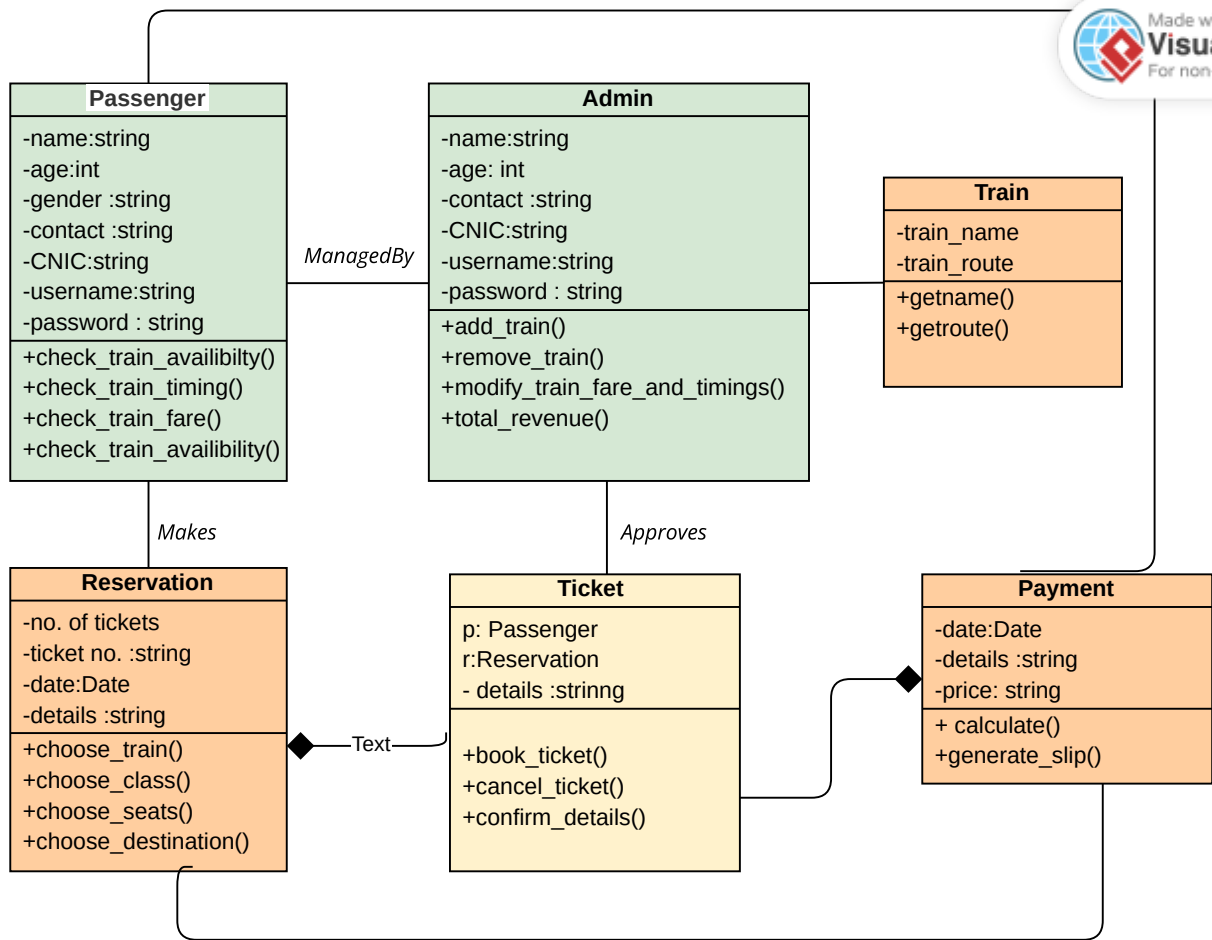 Made w
Visua
For non-
Passenger
-name:string
-age:int
-gender :string
-contact :string
-CNIC:string
-username:string
-password : string
+check_train_availibilty()
+check_train_timing()
+check_train_fare()
+check_train_availibility()
ManagedBy
Admin
-name:string
-age: int
-contact :string
-CNIC:string
-username:string
-password : string
+add_train()
+remove_train()
+modify_train_fare_and_timings()
+total_revenue()
Train
-train_name
-train_route
+getname()
+getroute()
Makes
Approves
Reservation
-no. of tickets
-ticket no. :string
-date:Date
-details :string
+choose_train()
+choose_class()
+choose_seats()
+choose_destination()
Text
Ticket
p: Passenger
r:Reservation
- details :strinng
+book_ticket()
+cancel_ticket()
+confirm_details()
Payment
-date:Date
-details :string
-price: string
+ calculate()
+generate_slip()